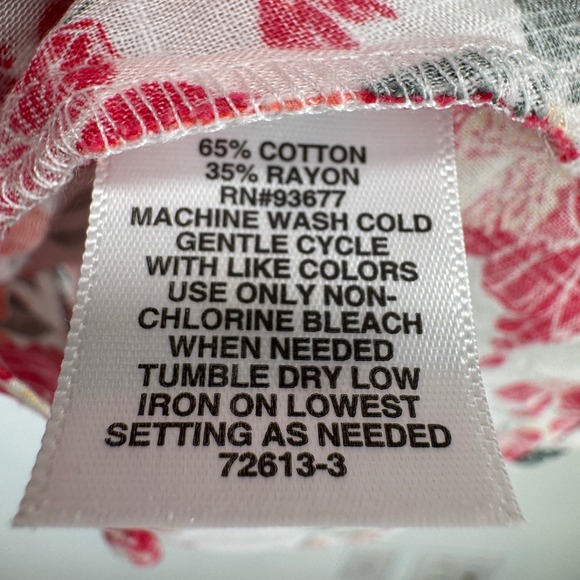 65% COTTON
35% RAYON
RN#93677
MACHINE WASH COLD
GENTLE CYCLE
WITH LIKE COLORS
USE ONLY NON-
CHLORINE BLEACH
WHEN NEEDED
TUMBLE DRY LOW
IRON ON LOWEST
SETTING AS NEEDED
72613-3